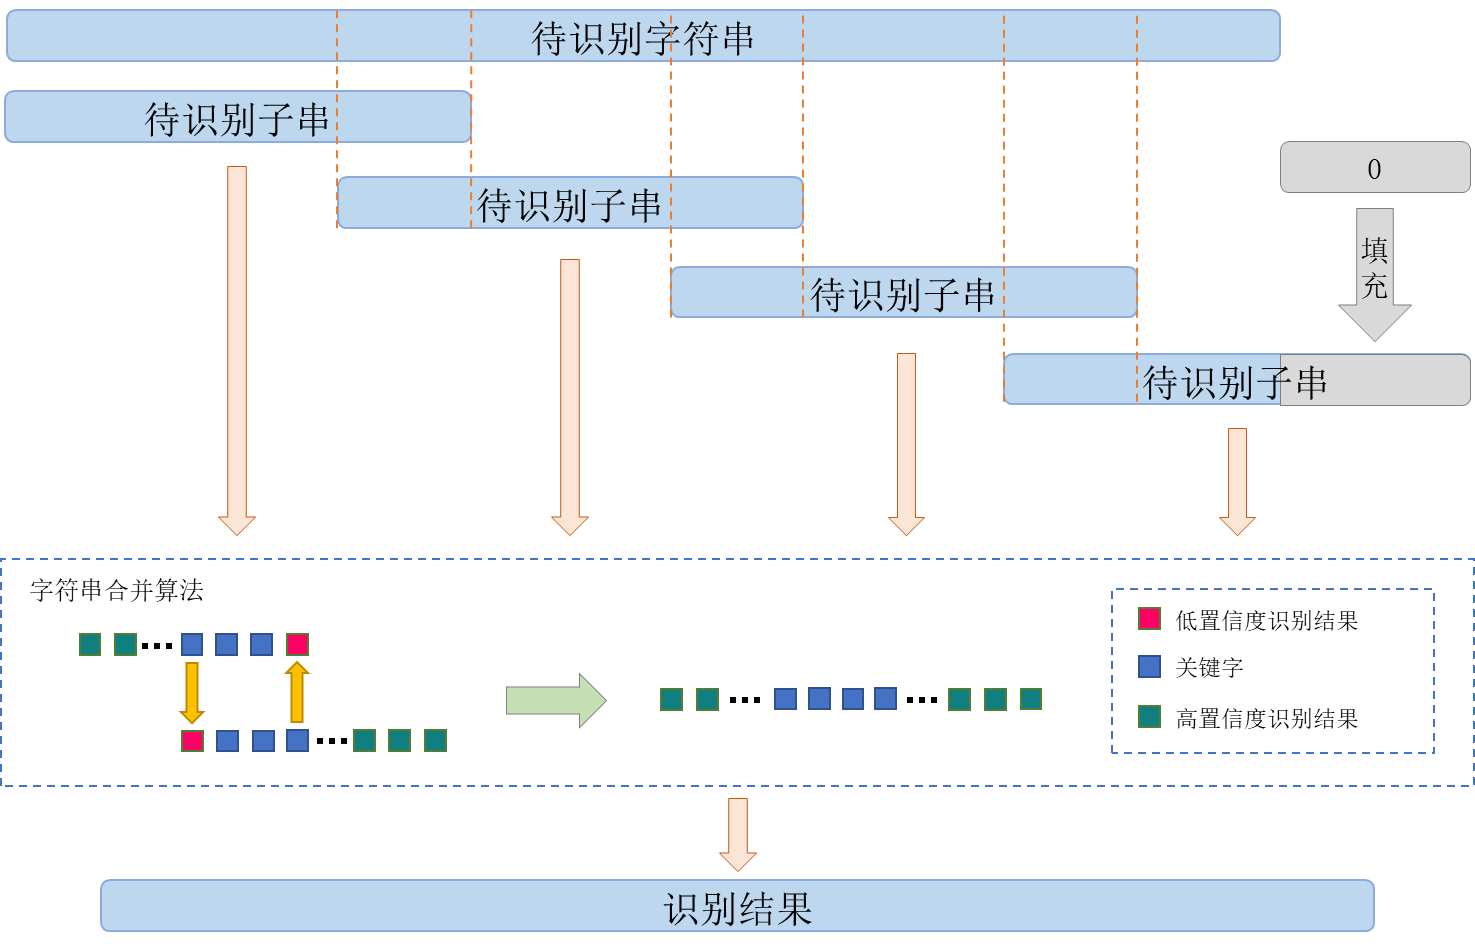 待识别字符串
待识别子串
0
待识别子串
填
充
待识别子串
待识别子串
字符串合并算法
低置信度识别结果
关键字
高置信度识别结果
识别结果